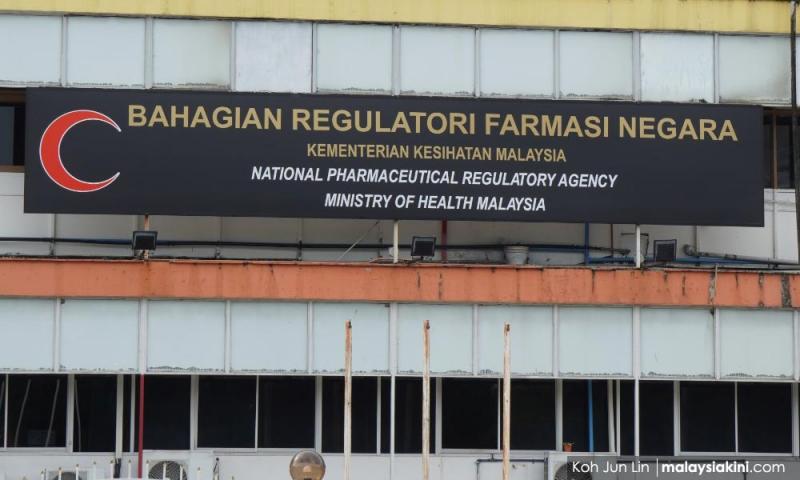 BAHAGIAN REGULATORI FARMASI NEGARA
KEMENTERIAN KESIHATAN MALAYSIA
NATIONAL PHARMACEUTICAL REGULATORY AGENCY
MINISTRY OF HEALTH MALAYSIA
Koh Jun Lin | malaysiakini.com